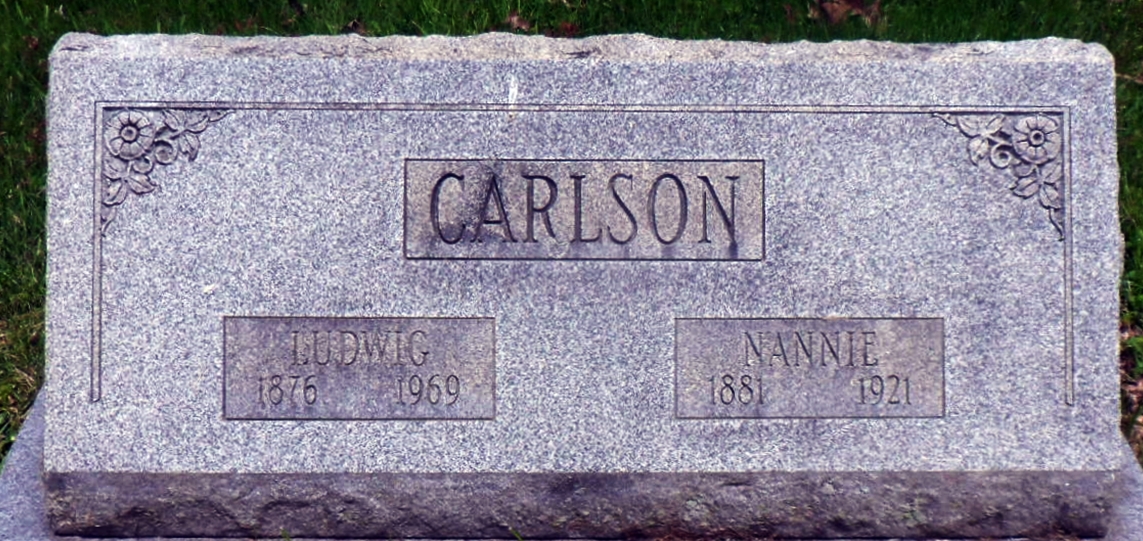 CARLSON
LUDWIG
1876 1969
NANNIE
1881 1921